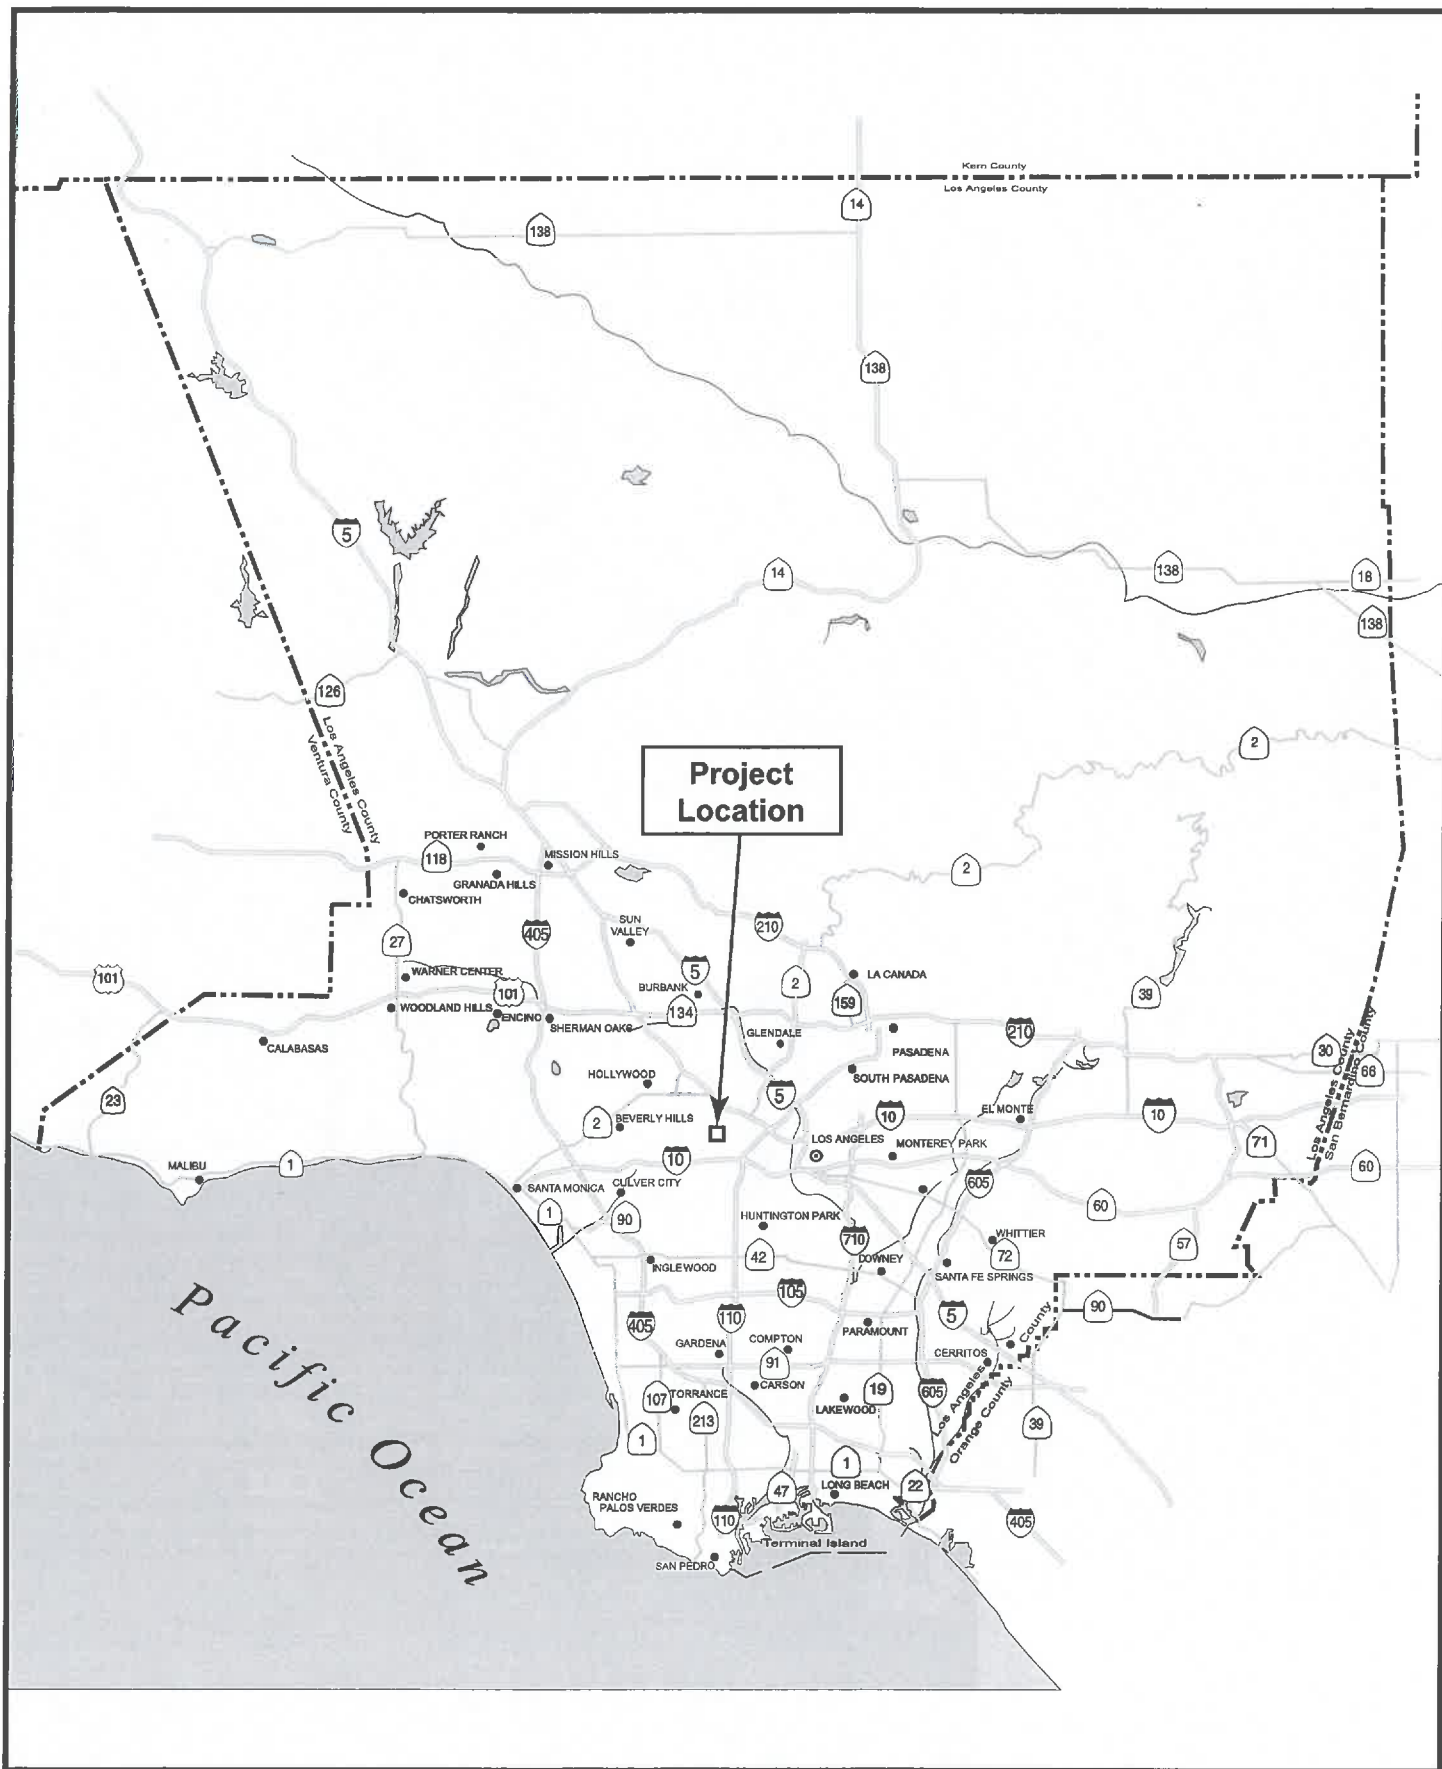 Kern County
Los Angeles County
14
138
138
5
14
138
18
138
126
Los Angeles County
Ventura County
2
Project
Location
PORTER RANCH
118
MISSION HILLS
GRANADA HILLS
CHATSWORTH
2
SUN
VALLEY
210
405
27
WARNER CENTER
5
BURBANK
2
LA CANADA
101
101
159
39
WOODLAND HILLS
ENCINO
134
SHERMAN OAKS
GLENDALE
PASADENA
210
CALABASAS
30
Los Angeles County
San Bernardino County
66
HOLLYWOOD
SOUTH PASADENA
23
5
2
BEVERLY HILLS
10
EL MONTE
10
LOS ANGELES
MONTEREY PARK
71
MALIBU
1
10
60
SANTA MONICA
CULVER CITY
605
1
90
HUNTINGTON PARK
60
710
WHITTIER
57
42
72
INGLEWOOD
DOWNEY
SANTA FE SPRINGS
105
90
405
110
5
PARAMOUNT
LA
County
GARDENA
COMPTON
CERRITOS
91
CARSON
107
TORRANCE
19
605
LAKEWOOD
Los Angeles
Orange County
213
39
1
1
LONG BEACH
47
22
RANCHO
PALOS VERDES
110
405
Terminal Island
SAN PEDRO
Pacific Ocean